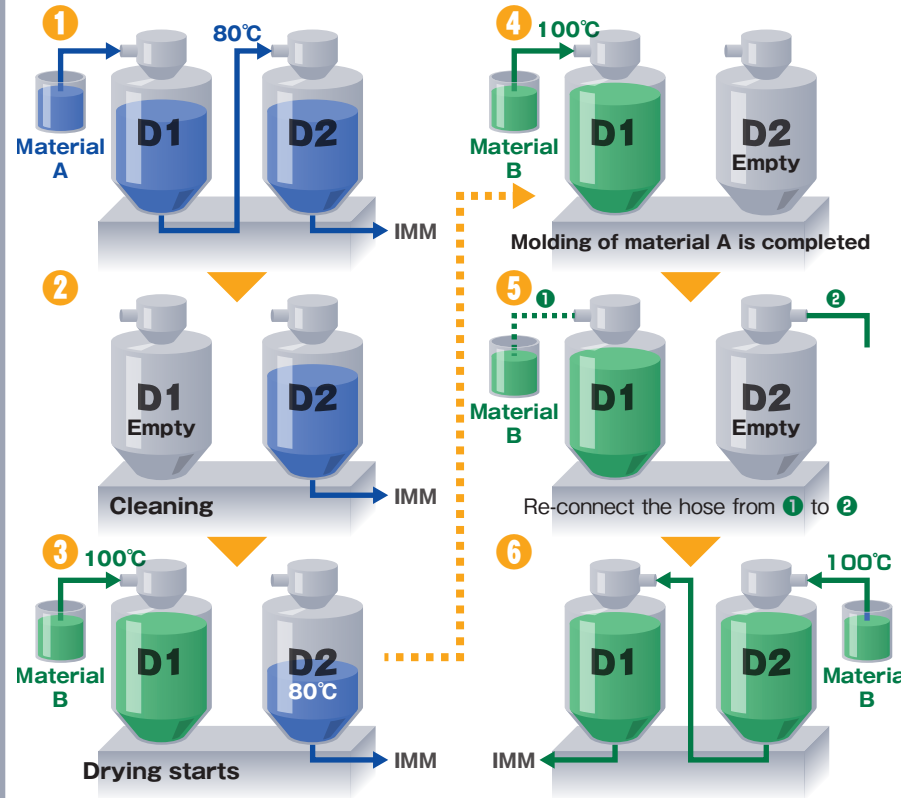 1
80℃
Material
A
D1
D2
IMM
2
D1
Empty
D2
Cleaning
IMM
3
100℃
Material
B
D1
D2
80℃
Drying starts
IMM
4
100℃
Material
B
D1
D2
Empty
Molding of material A is completed
5
1
2
Material
B
D1
D2
Empty
Re-connect the hose from 1 to 2
6
100℃
D1
D2
Material
B
IMM